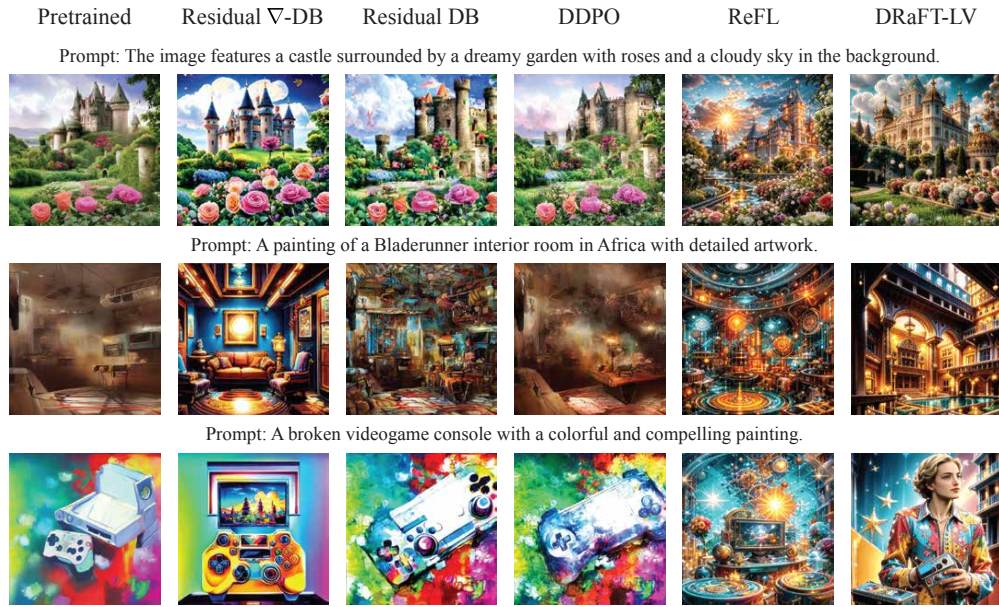 Pretrained Residual ∇-DB Residual DB DDPO ReFL DRaFT-LV
Prompt: The image features a castle surrounded by a dreamy garden with roses and a cloudy sky in the background.
Prompt: A painting of a Bladerunner interior room in Africa with detailed artwork.
Prompt: A broken videogame console with a colorful and compelling painting.